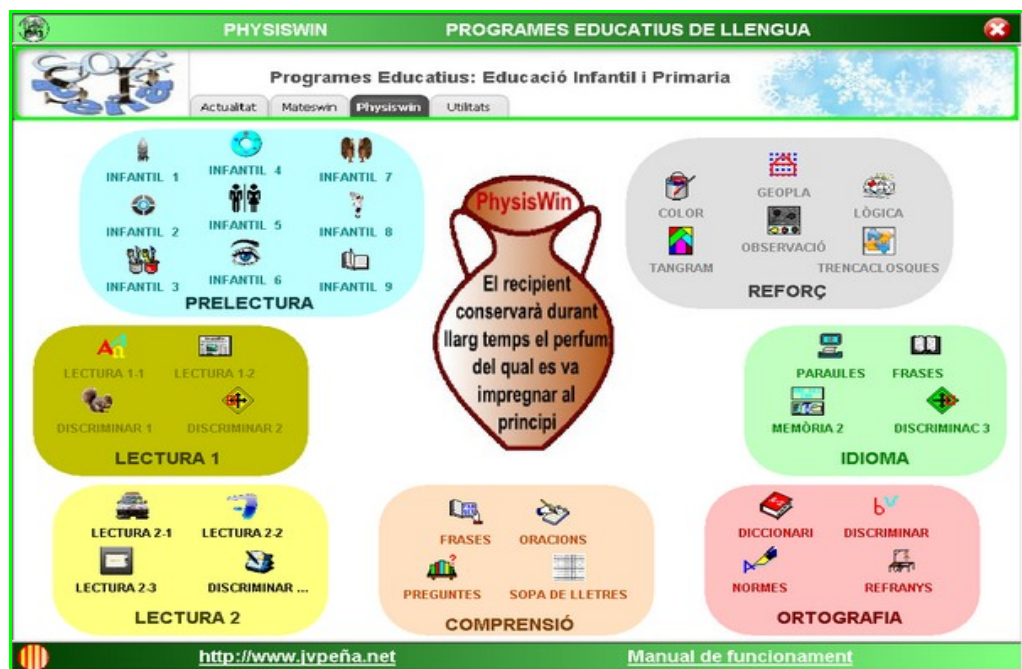 PHYSISWIN PROGRAMES EDUCATIUS DE LLENGUA
Programes Educatius: Educació Infantil i Primaria
Actualitat Mateswin Physiswin Utilitats
INFANTIL 1 INFANTIL 4 INFANTIL 7
INFANTIL 2 INFANTIL 5 INFANTIL 8
INFANTIL 3 INFANTIL 6 INFANTIL 9
PRELECTURA
PhysisWin
El recipient
conservarà durant
llarg temps el perfum
del qual es va
impregnar al
principi
COLOR GEOPLA LÒGICA
TANGRAM OBSERVACIÓ TRENCACLOSQUES
REFORÇ
LECTURA 1-1 LECTURA 1-2
DISCRIMINAR 1 DISCRIMINAR 2
LECTURA 1
PARAULES FRASES
MEMÒRIA 2 DISCRIMINAC 3
IDIOMA
LECTURA 2-1 LECTURA 2-2
LECTURA 2-3 DISCRIMINAR ...
LECTURA 2
FRASES ORACIONS
PREGUNTES SOPA DE LLETRES
COMPRENSIÓ
DICCIONARI DISCRIMINAR
NORMES REFRANYS
ORTOGRAFIA
http://www.jvpeña.net Manual de funcionament